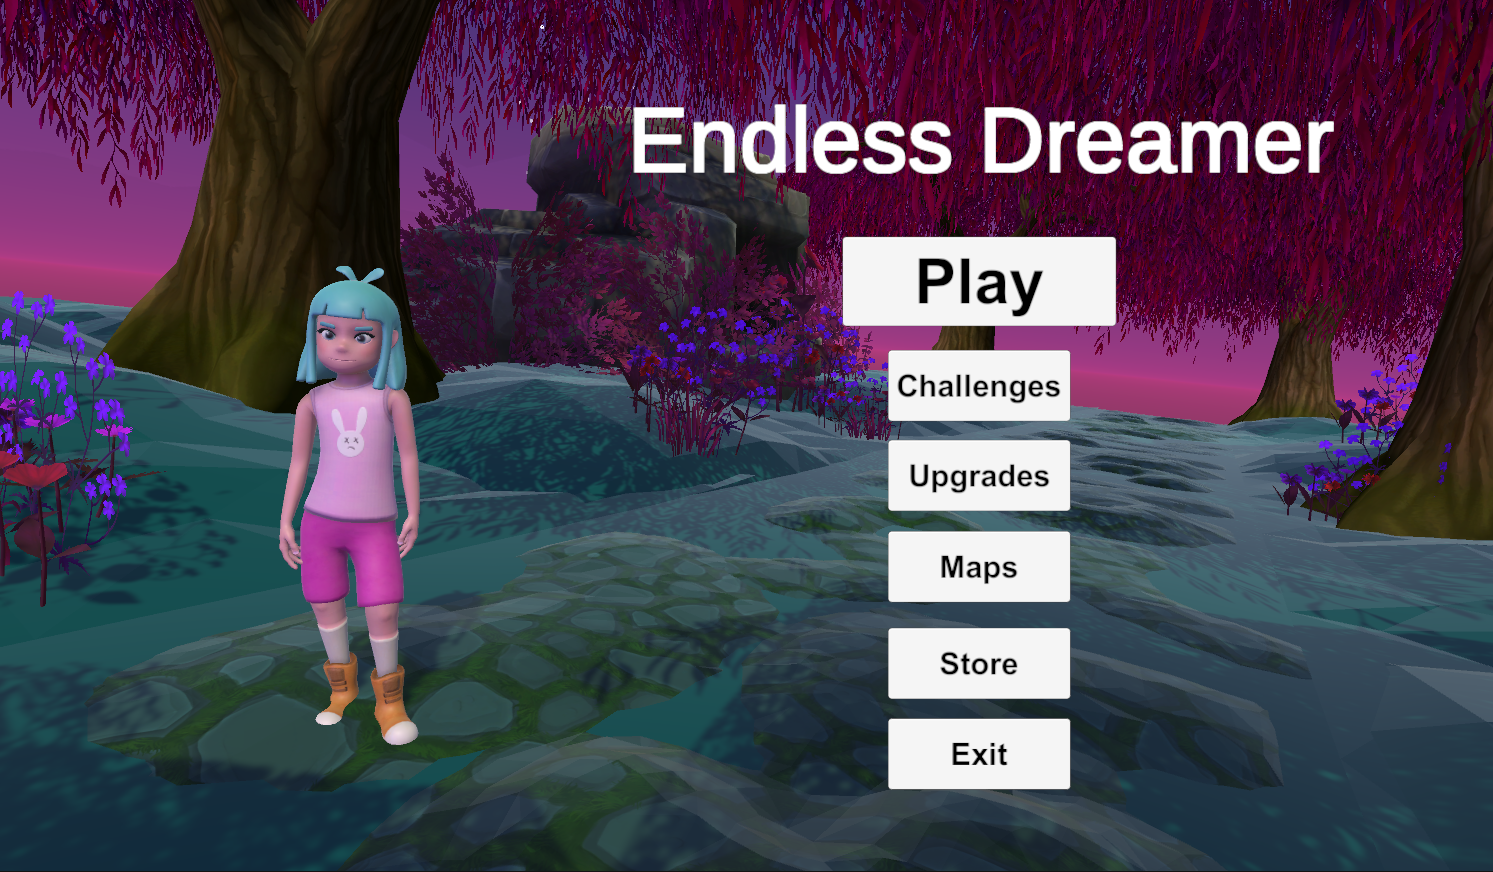 Endless Dreamer
Play
Challenges
Upgrades
Maps
Store
Exit